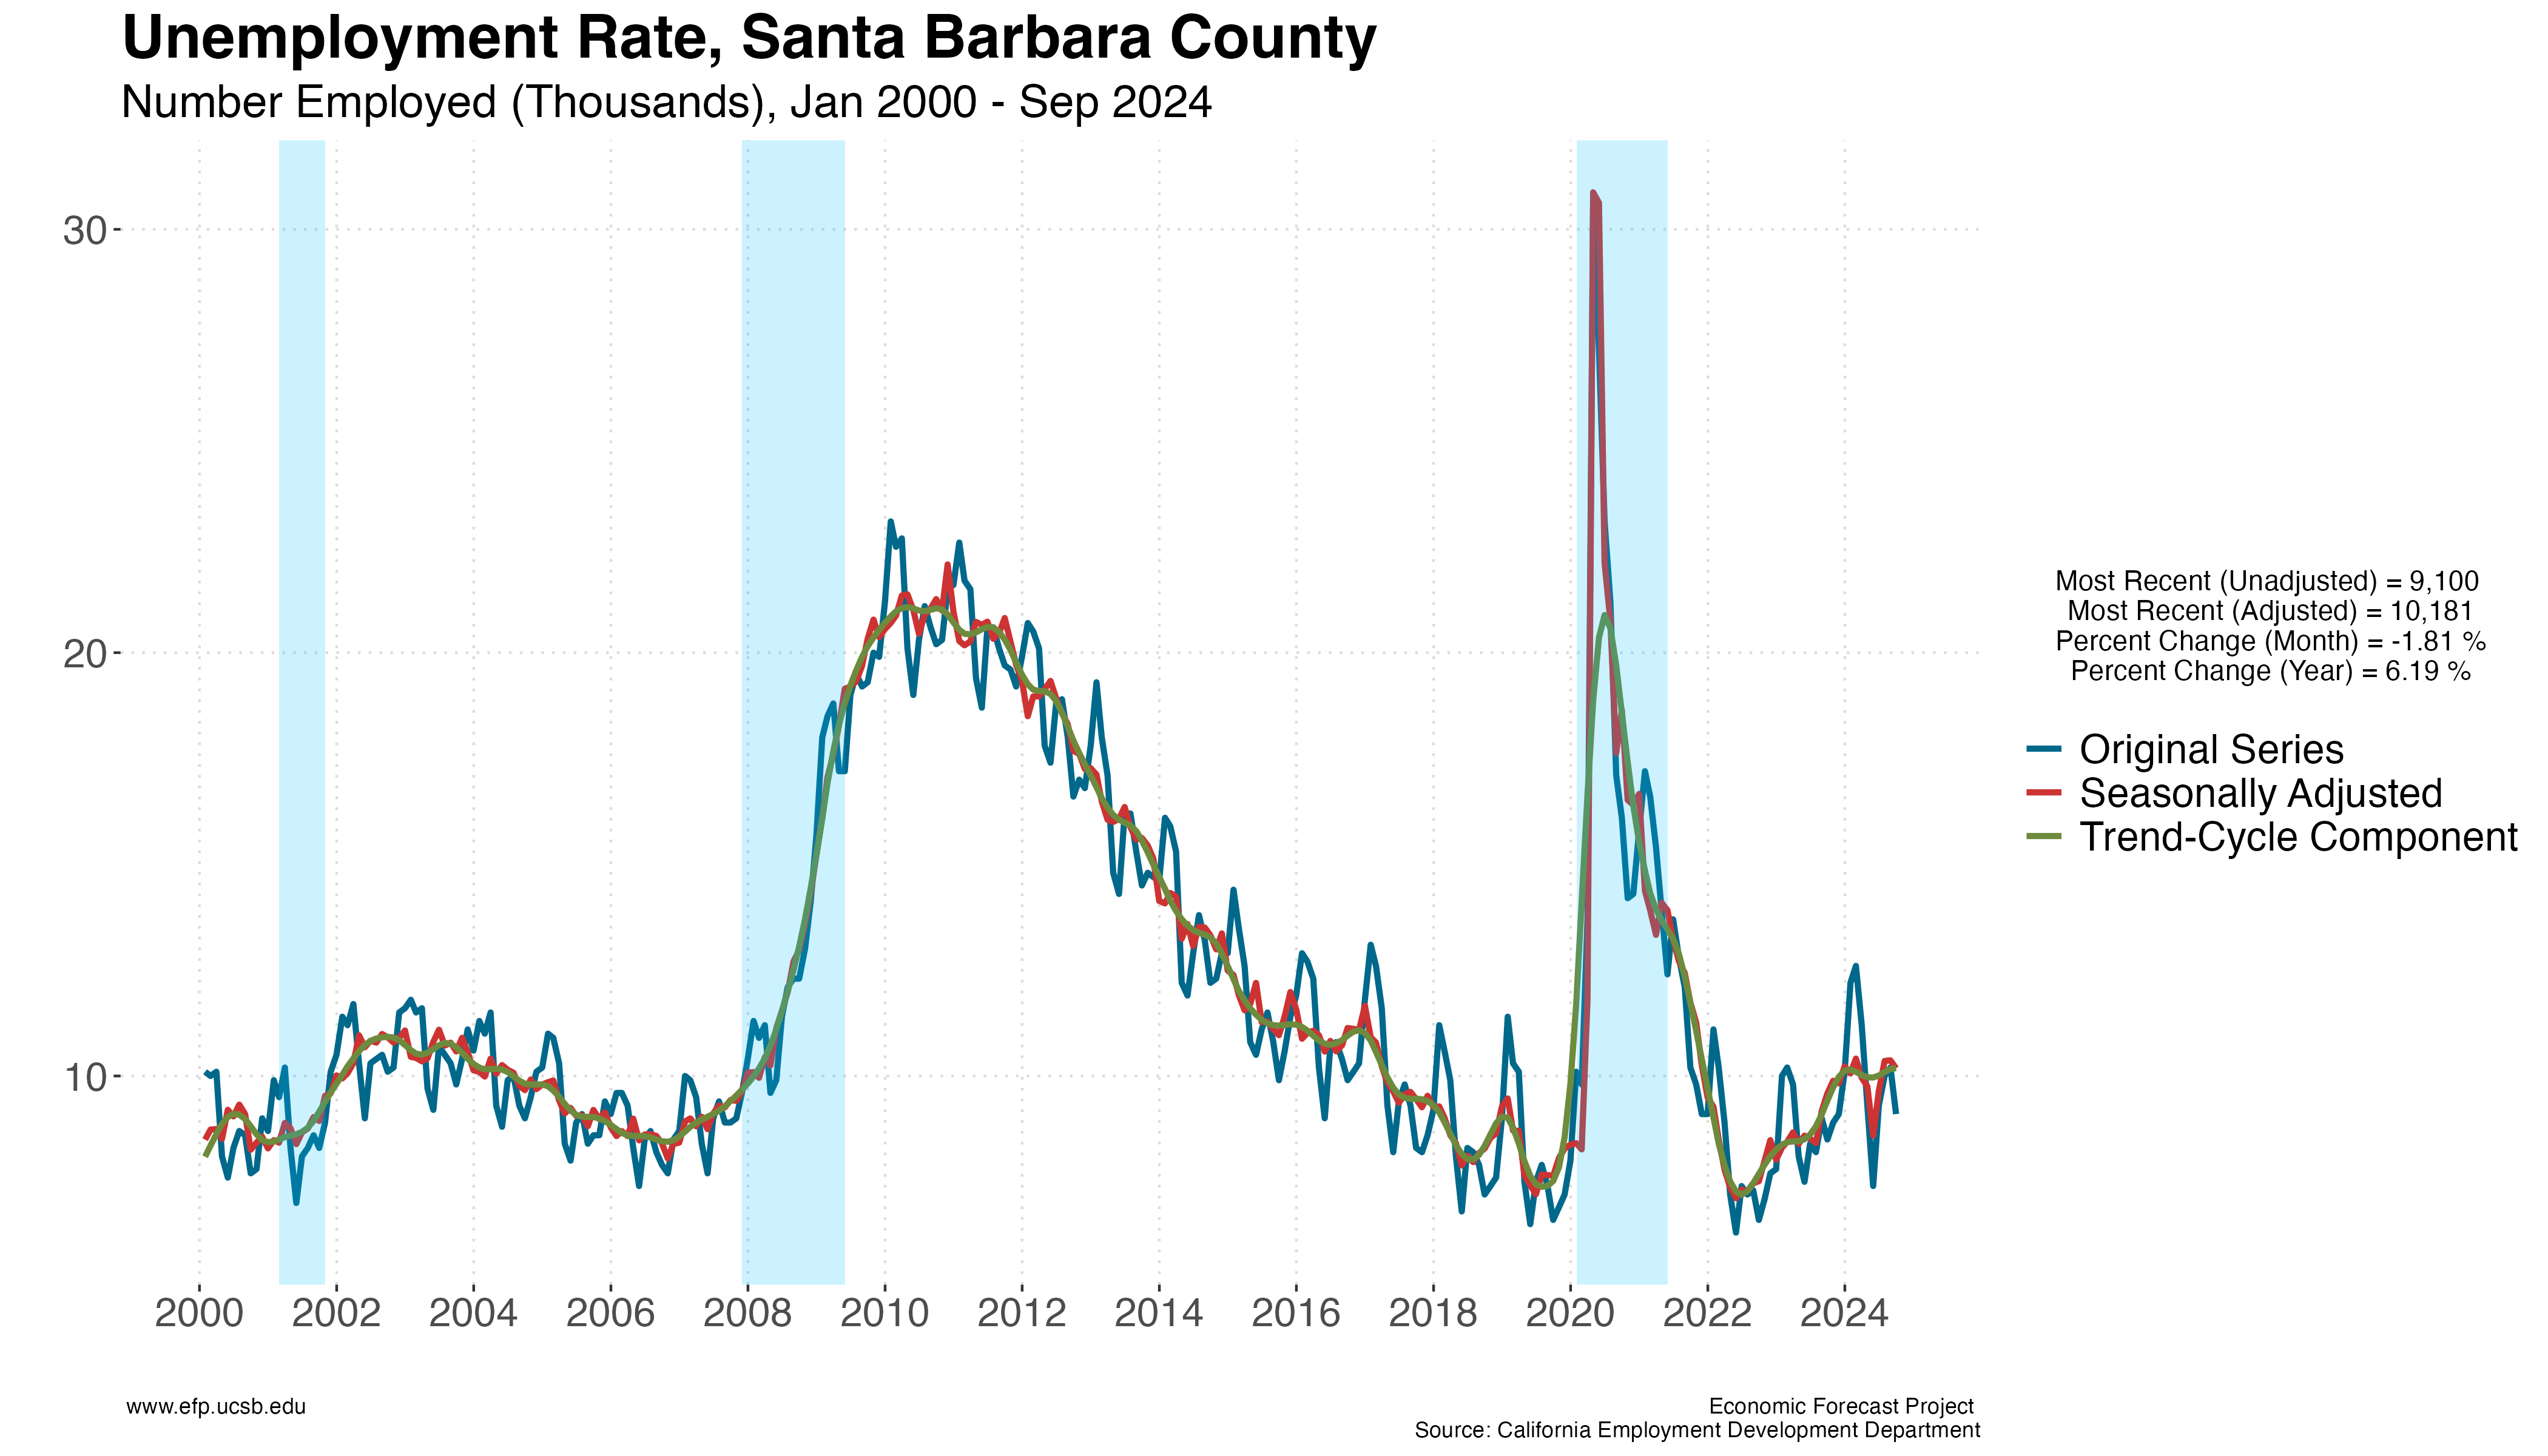 Unemployment Rate, Santa Barbara County
Number Employed (Thousands), Jan 2000 - Sep 2024
30
20
10
2000 2002 2004 2006 2008 2010 2012 2014 2016 2018 2020 2022 2024
Most Recent (Unadjusted) = 9,100
Most Recent (Adjusted) = 10,181
Percent Change (Month) = -1.81 %
Percent Change (Year) = 6.19 %
Original Series
Seasonally Adjusted
Trend-Cycle Component
www.efp.ucsb.edu
Economic Forecast Project
Source: California Employment Development Department